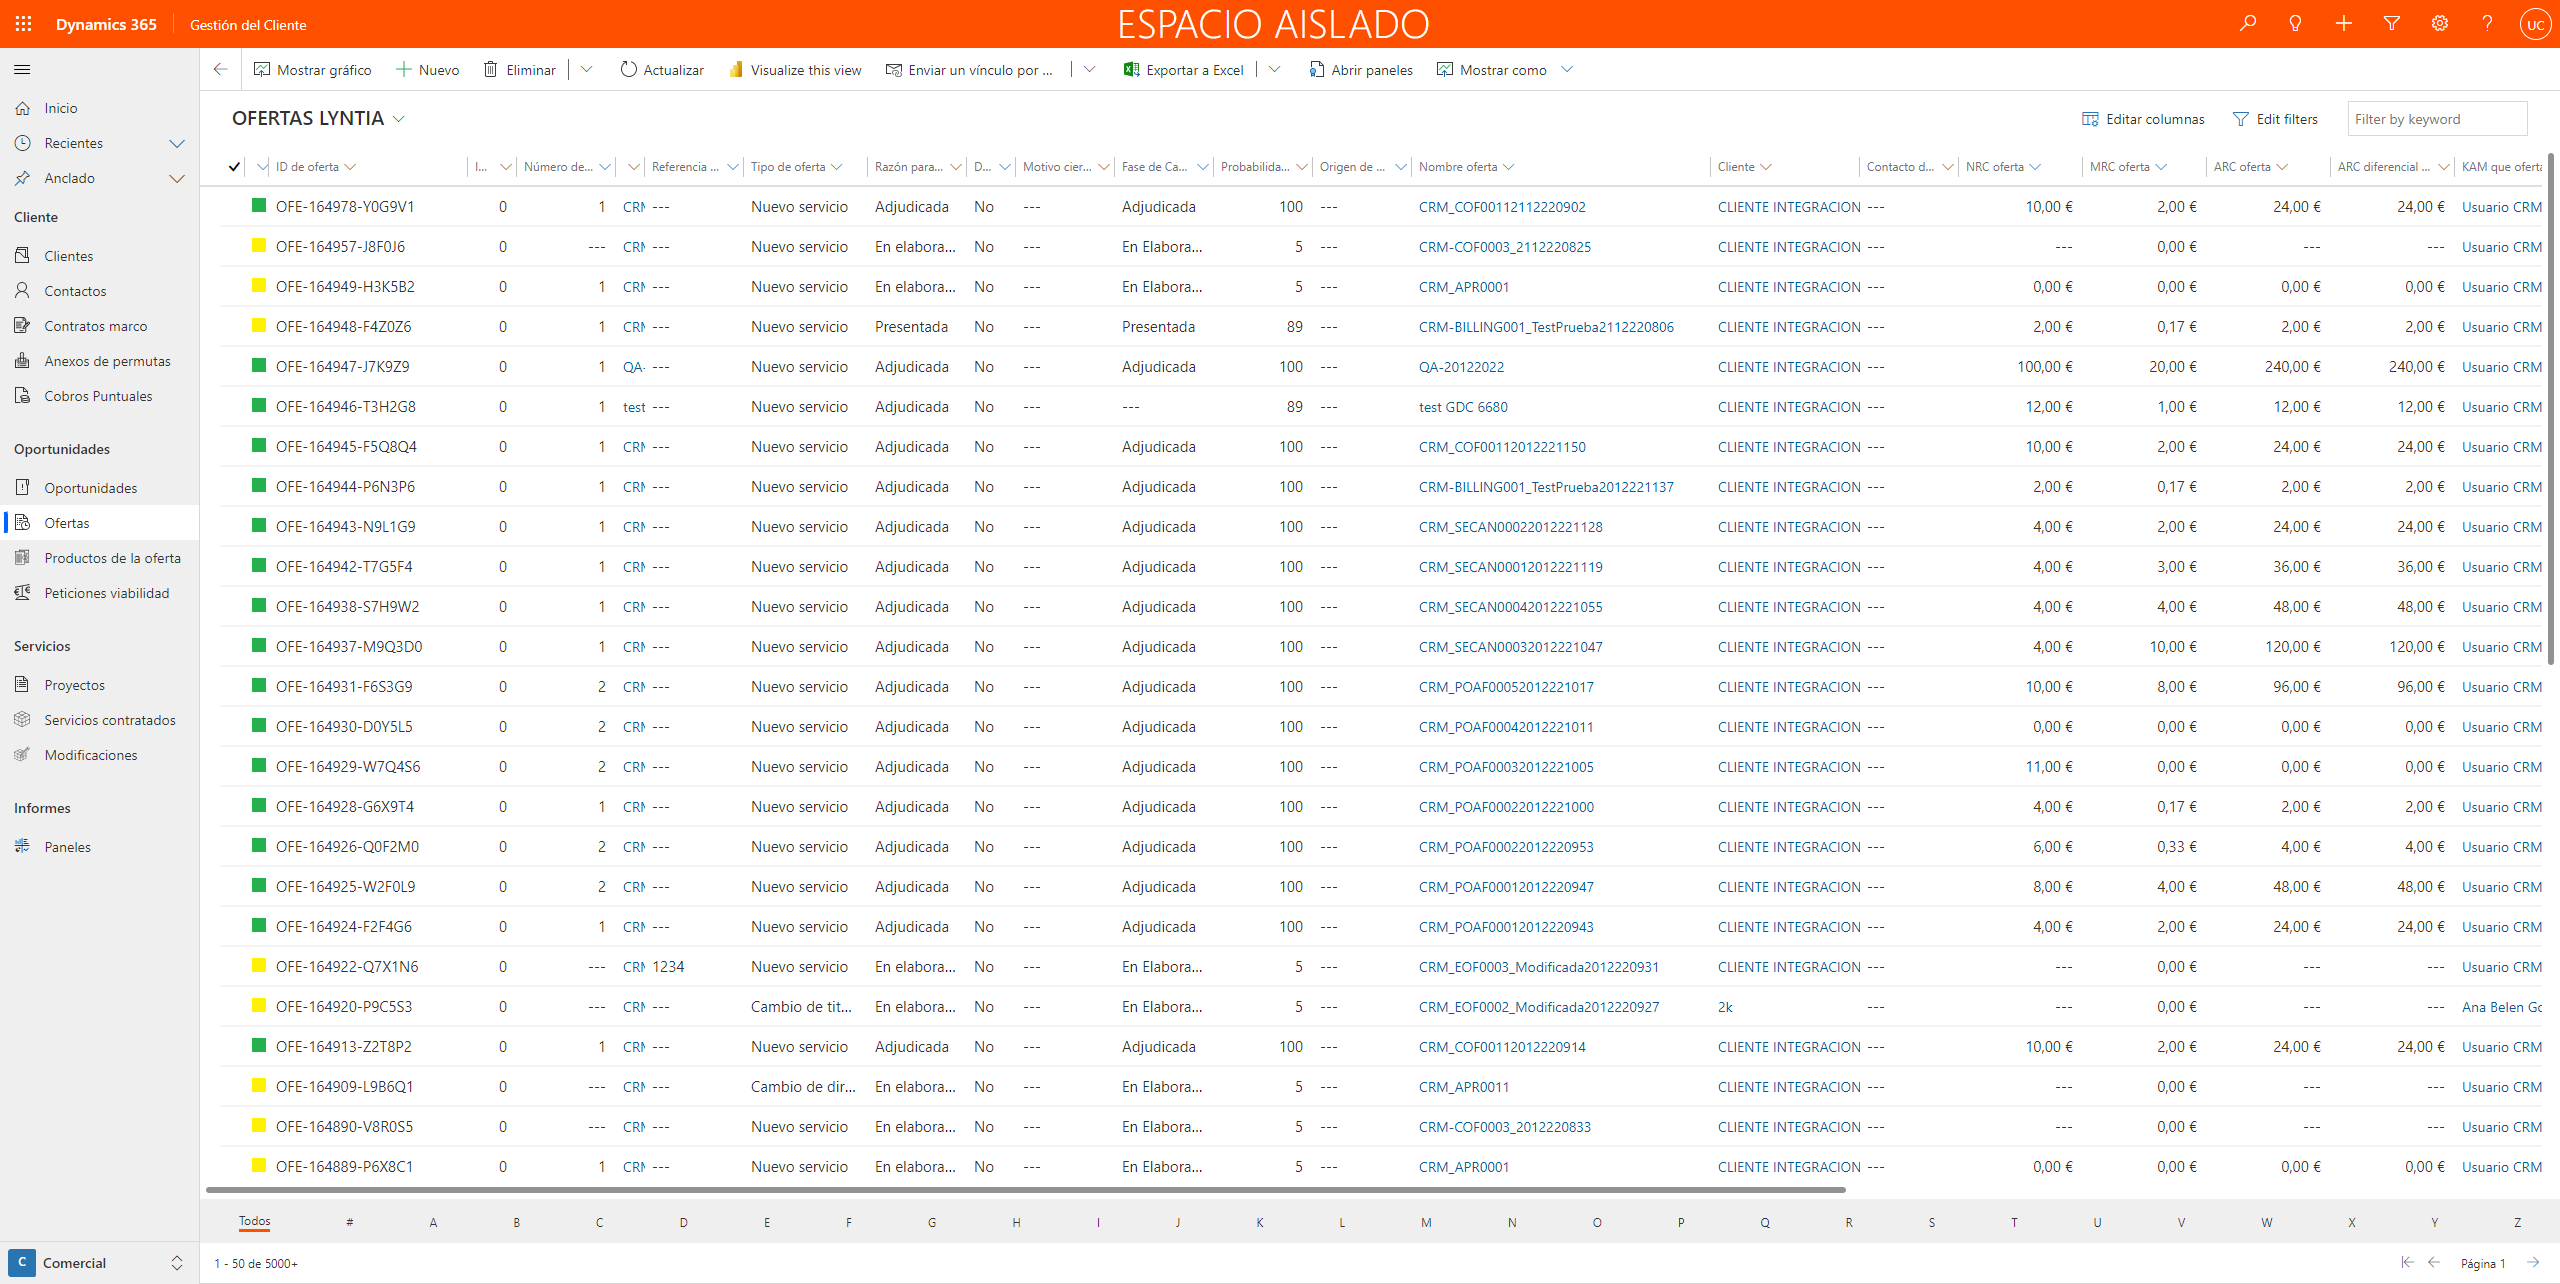 Dynamics 365 Gestión del Cliente ESPACIO AISLADO UC
Mostrar gráfico Nuevo Eliminar Actualizar Visualize this view Enviar un vínculo por ... Exportar a Excel Abrir paneles Mostrar como
Inicio
Recientes
Anclado
Cliente
Clientes
Contactos
Contratos marco
Anexos de permutas
Cobros Puntuales
Oportunidades
Oportunidades
Ofertas
Productos de la oferta
Peticiones viabilidad
Servicios
Proyectos
Servicios contratados
Modificaciones
Informes
Paneles
C Comercial
OFERTAS LYNTIA Editar columnas Edit filters Filter by keyword
ID de oferta I... Número de... Referencia ... Tipo de oferta Razón para... D... Motivo cier... Fase de Ca... Probabilida... Origen de ... Nombre oferta Cliente Contacto d... NRC oferta MRC oferta ARC oferta ARC diferencial ... KAM que oferta
OFE-164978-Y0G9V1 0 1 CRM --- Nuevo servicio Adjudicada No --- Adjudicada 100 --- CRM_COF00112112220902 CLIENTE INTEGRACION --- 10,00 € 2,00 € 24,00 € 24,00 € Usuario CRM
OFE-164957-J8F0J6 0 --- CRM --- Nuevo servicio En elabora... No --- En Elabora... 5 --- CRM-COF0003_2112220825 CLIENTE INTEGRACION --- --- 0,00 € --- --- Usuario CRM
OFE-164949-H3K5B2 0 1 CRM --- Nuevo servicio En elabora... No --- En Elabora... 5 --- CRM_APR0001 CLIENTE INTEGRACION --- 0,00 € 0,00 € 0,00 € 0,00 € Usuario CRM
OFE-164948-F4Z0Z6 0 1 CRM --- Nuevo servicio Presentada No --- Presentada 89 --- CRM-BILLING001_TestPrueba2112220806 CLIENTE INTEGRACION --- 2,00 € 0,17 € 2,00 € 2,00 € Usuario CRM
OFE-164947-J7K9Z9 0 1 QA- --- Nuevo servicio Adjudicada No --- Adjudicada 100 --- QA-20122022 CLIENTE INTEGRACION --- 100,00 € 20,00 € 240,00 € 240,00 € Usuario CRM
OFE-164946-T3H2G8 0 1 test --- Nuevo servicio Adjudicada No --- --- 89 --- test GDC 6680 CLIENTE INTEGRACION --- 12,00 € 1,00 € 12,00 € 12,00 € Usuario CRM
OFE-164945-F5Q8Q4 0 1 CRM --- Nuevo servicio Adjudicada No --- Adjudicada 100 --- CRM_COF00112012221150 CLIENTE INTEGRACION --- 10,00 € 2,00 € 24,00 € 24,00 € Usuario CRM
OFE-164944-P6N3P6 0 1 CRM --- Nuevo servicio Adjudicada No --- Adjudicada 100 --- CRM-BILLING001_TestPrueba2012221137 CLIENTE INTEGRACION --- 2,00 € 0,17 € 2,00 € 2,00 € Usuario CRM
OFE-164943-N9L1G9 0 1 CRM --- Nuevo servicio Adjudicada No --- Adjudicada 100 --- CRM_SECAN00022012221128 CLIENTE INTEGRACION --- 4,00 € 2,00 € 24,00 € 24,00 € Usuario CRM
OFE-164942-T7G5F4 0 1 CRM --- Nuevo servicio Adjudicada No --- Adjudicada 100 --- CRM_SECAN00012012221119 CLIENTE INTEGRACION --- 4,00 € 3,00 € 36,00 € 36,00 € Usuario CRM
OFE-164938-S7H9W2 0 1 CRM --- Nuevo servicio Adjudicada No --- Adjudicada 100 --- CRM_SECAN00042012221055 CLIENTE INTEGRACION --- 4,00 € 4,00 € 48,00 € 48,00 € Usuario CRM
OFE-164937-M9Q3D0 0 1 CRM --- Nuevo servicio Adjudicada No --- Adjudicada 100 --- CRM_SECAN00032012221047 CLIENTE INTEGRACION --- 4,00 € 10,00 € 120,00 € 120,00 € Usuario CRM
OFE-164931-F6S3G9 0 2 CRM --- Nuevo servicio Adjudicada No --- Adjudicada 100 --- CRM_POAF00052012221017 CLIENTE INTEGRACION --- 10,00 € 8,00 € 96,00 € 96,00 € Usuario CRM
OFE-164930-D0Y5L5 0 2 CRM --- Nuevo servicio Adjudicada No --- Adjudicada 100 --- CRM_POAF00042012221011 CLIENTE INTEGRACION --- 0,00 € 0,00 € 0,00 € 0,00 € Usuario CRM
OFE-164929-W7Q4S6 0 2 CRM --- Nuevo servicio Adjudicada No --- Adjudicada 100 --- CRM_POAF00032012221005 CLIENTE INTEGRACION --- 11,00 € 0,00 € 0,00 € 0,00 € Usuario CRM
OFE-164928-G6X9T4 0 1 CRM --- Nuevo servicio Adjudicada No --- Adjudicada 100 --- CRM_POAF00022012221000 CLIENTE INTEGRACION --- 4,00 € 0,17 € 2,00 € 2,00 € Usuario CRM
OFE-164926-Q0F2M0 0 2 CRM --- Nuevo servicio Adjudicada No --- Adjudicada 100 --- CRM_POAF00022012220953 CLIENTE INTEGRACION --- 6,00 € 0,33 € 4,00 € 4,00 € Usuario CRM
OFE-164925-W2F0L9 0 2 CRM --- Nuevo servicio Adjudicada No --- Adjudicada 100 --- CRM_POAF00012012220947 CLIENTE INTEGRACION --- 8,00 € 4,00 € 48,00 € 48,00 € Usuario CRM
OFE-164924-F2F4G6 0 1 CRM --- Nuevo servicio Adjudicada No --- Adjudicada 100 --- CRM_POAF00012012220943 CLIENTE INTEGRACION --- 4,00 € 2,00 € 24,00 € 24,00 € Usuario CRM
OFE-164922-Q7X1N6 0 --- CRM 1234 Nuevo servicio En elabora... No --- En Elabora... 5 --- CRM_EOF0003_Modificada2012220931 CLIENTE INTEGRACION --- --- 0,00 € --- --- Usuario CRM
OFE-164920-P9C5S3 0 --- CRM --- Cambio de tit... En elabora... No --- En Elabora... 5 --- CRM_EOF0002_Modificada2012220927 2k --- --- 0,00 € --- --- Ana Belen Go
OFE-164913-Z2T8P2 0 1 CRM --- Nuevo servicio Adjudicada No --- Adjudicada 100 --- CRM_COF00112012220914 CLIENTE INTEGRACION --- 10,00 € 2,00 € 24,00 € 24,00 € Usuario CRM
OFE-164909-L9B6Q1 0 --- CRM --- Cambio de dir... En elabora... No --- En Elabora... 5 --- CRM_APR0011 CLIENTE INTEGRACION --- --- 0,00 € --- --- Usuario CRM
OFE-164890-V8R0S5 0 --- CRM --- Nuevo servicio En elabora... No --- En Elabora... 5 --- CRM-COF0003_2012220833 CLIENTE INTEGRACION --- --- 0,00 € --- --- Usuario CRM
OFE-164889-P6X8C1 0 1 CRM --- Nuevo servicio En elabora... No --- En Elabora... 5 --- CRM_APR0001 CLIENTE INTEGRACION --- 0,00 € 0,00 € 0,00 € 0,00 € Usuario CRM
Todos # A B C D E F G H I J K L M N O P Q R S T U V W X Y Z
1 - 50 de 5000+ Página 1